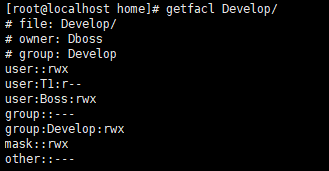 [root@localhost home]# getfacl Develop/
# file: Develop/
# owner: Dboss
# group: Develop
user::rwx
user:T1:r--
user:Boss:rwx
group::---
group:Develop:rwx
mask::rwx
other::---